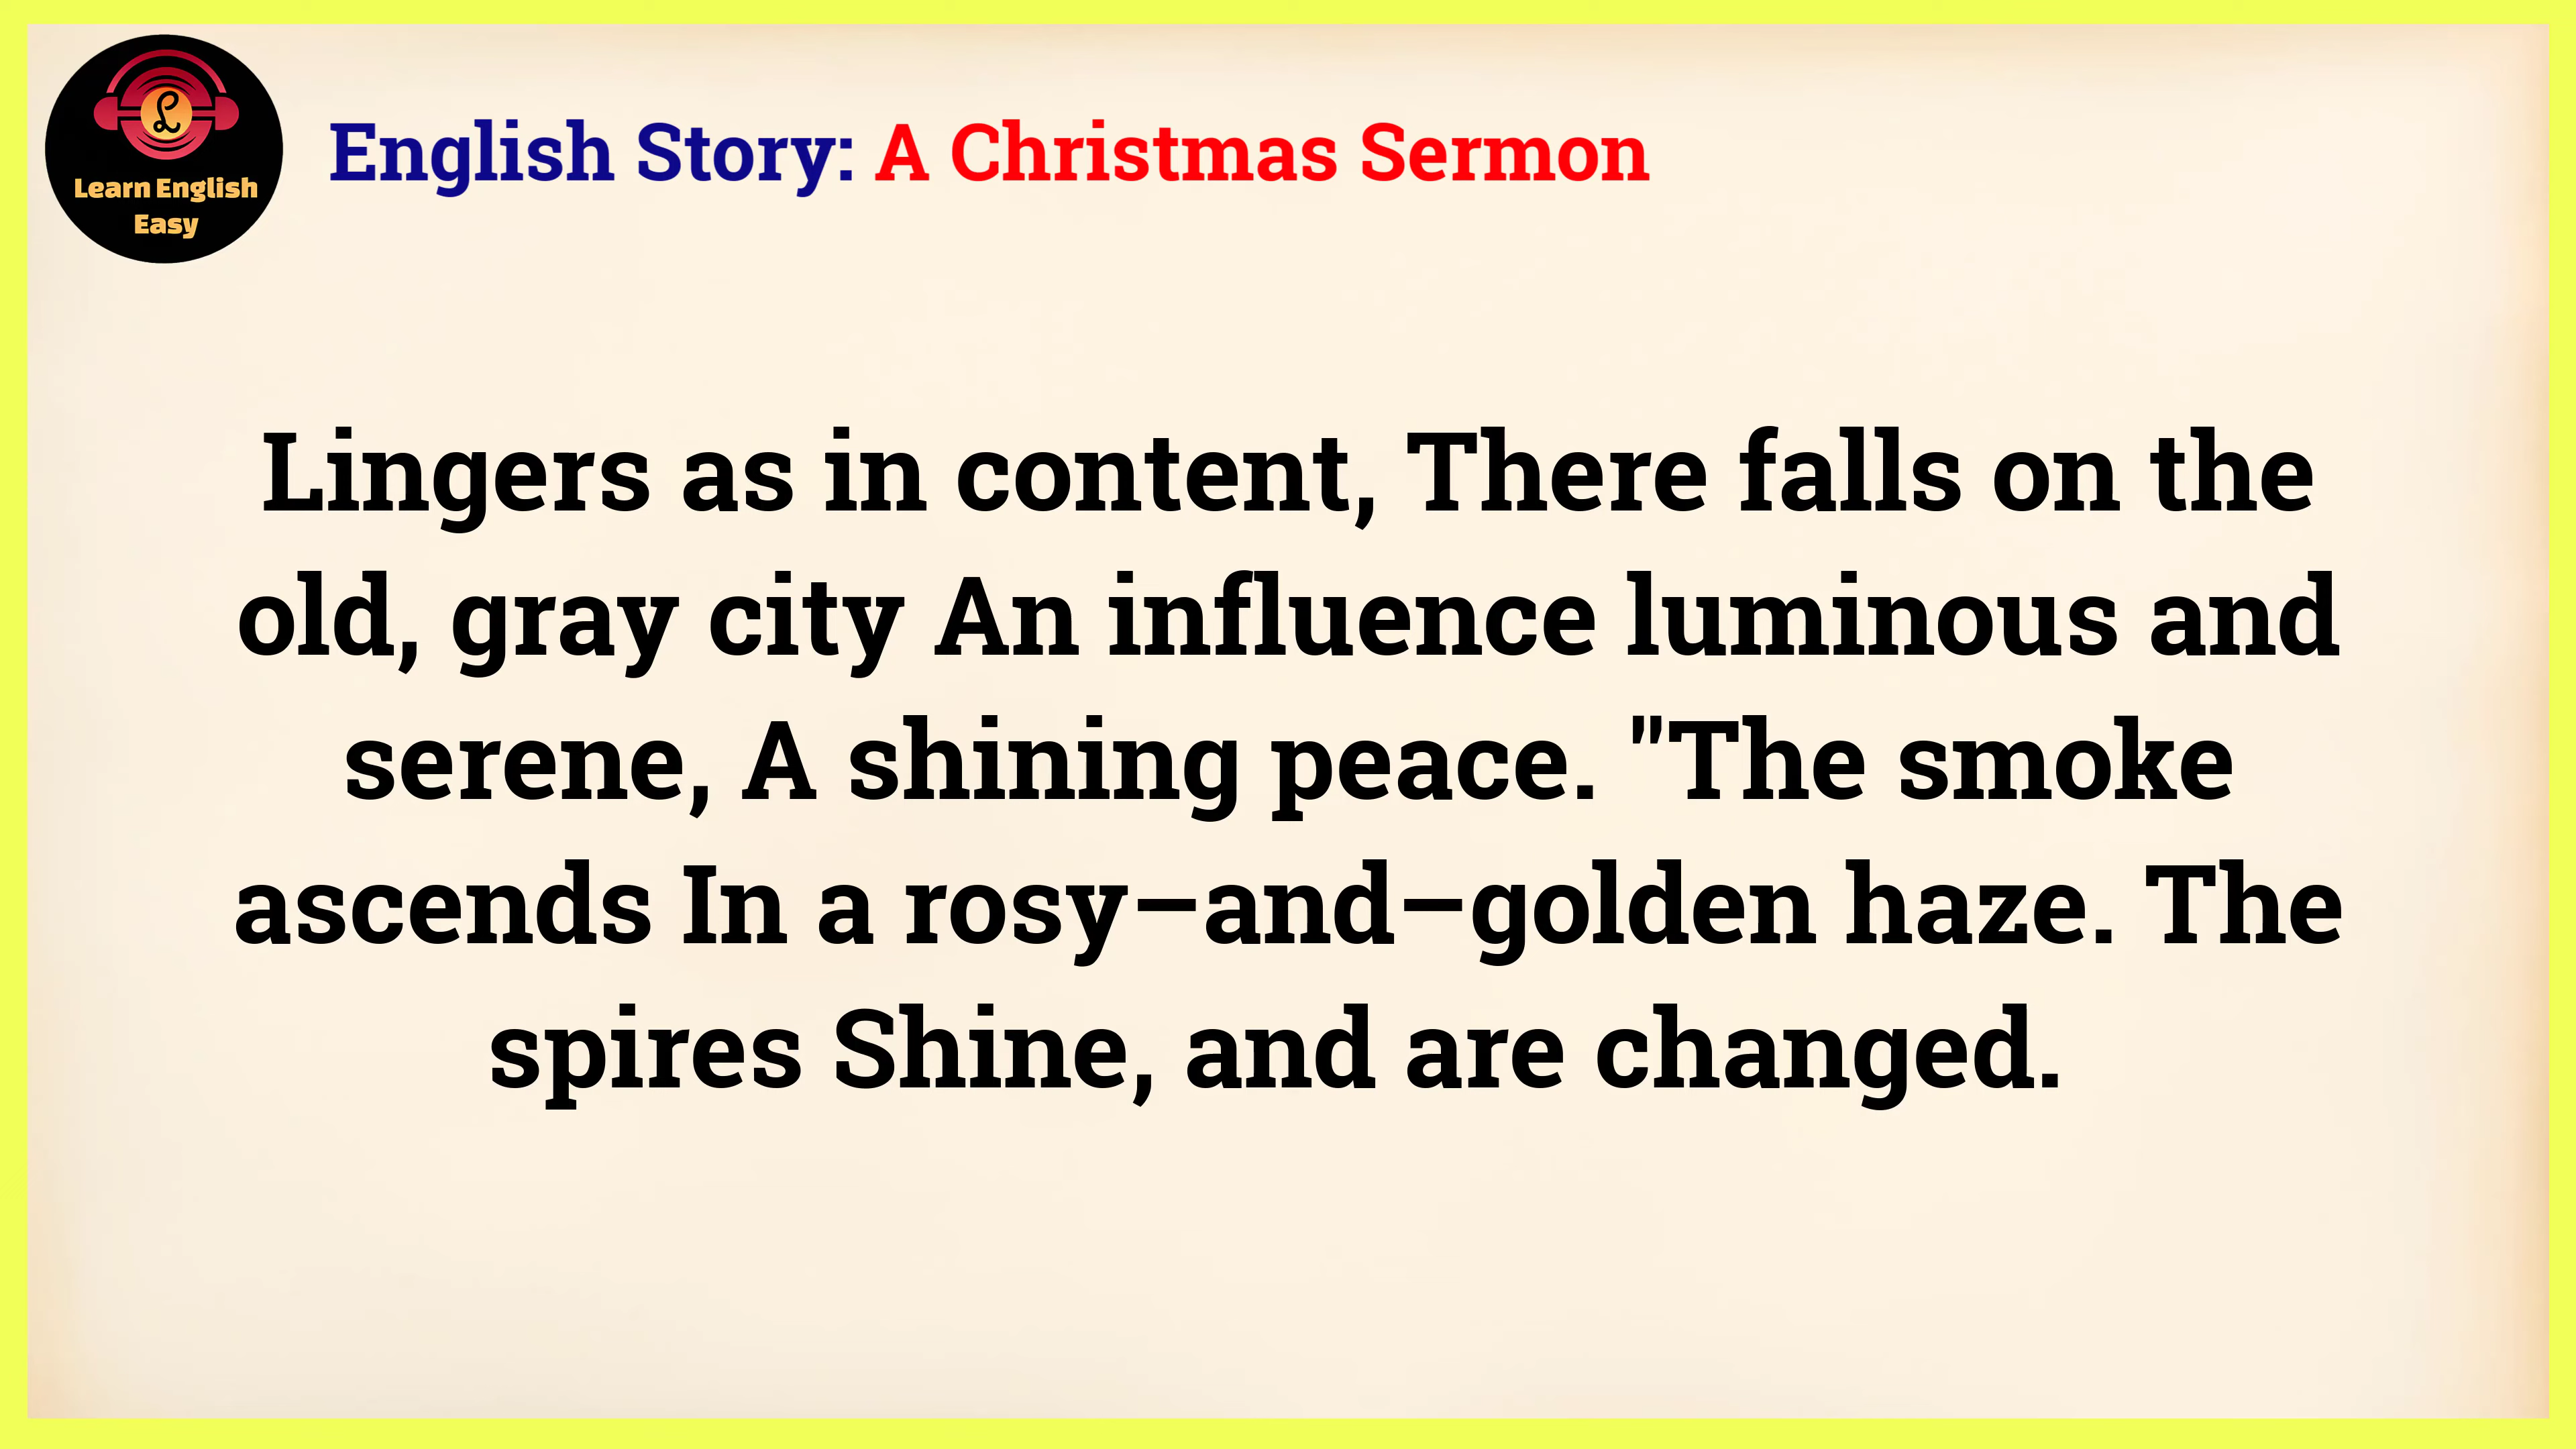 Learn English
Easy
English Story: A Christmas Sermon
Lingers as in content, There falls on the
old, gray city An influence luminous and
serene, A shining peace. "The smoke
ascends In a rosy–and–golden haze. The
spires Shine, and are changed.